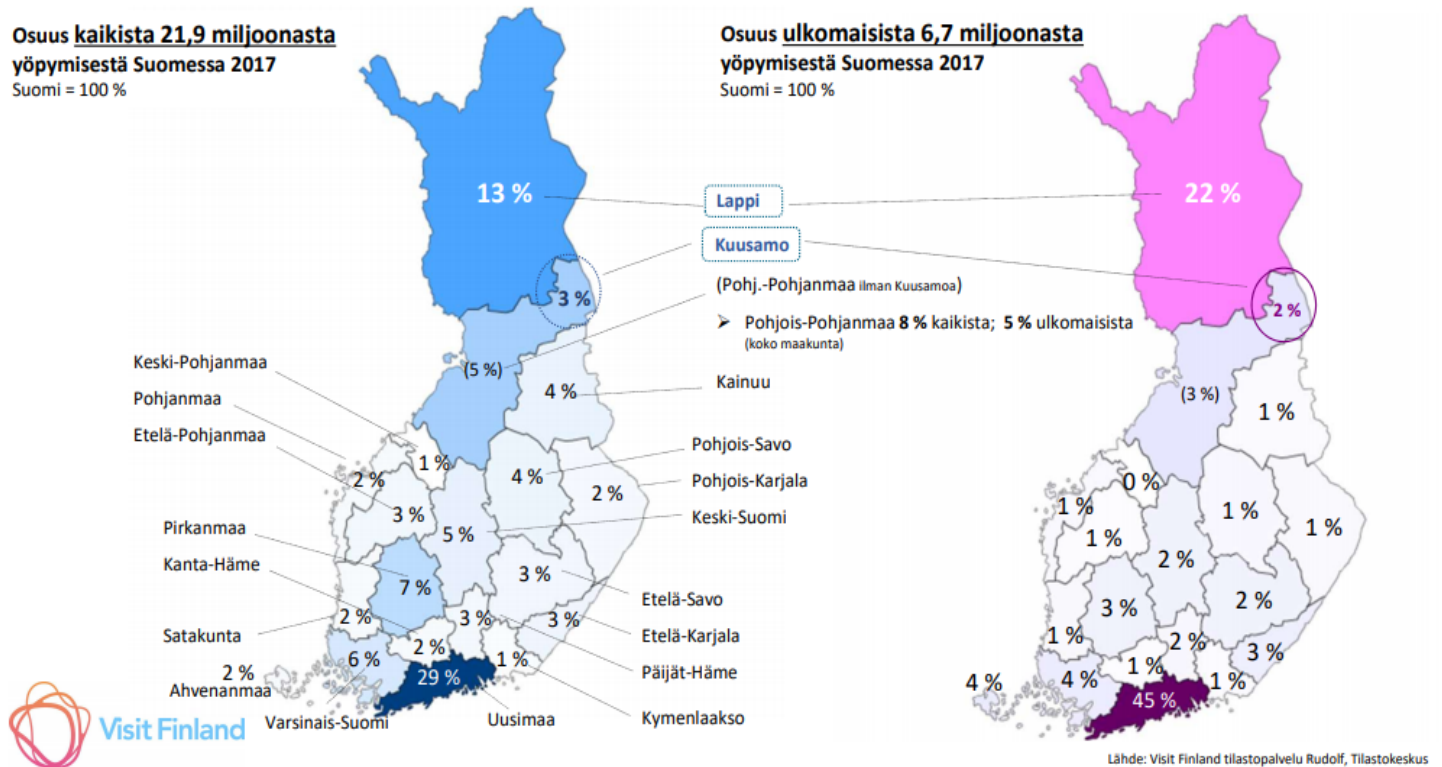 Osuus kaikista 21,9 miljoonasta
yöpymisestä Suomessa 2017
Suomi = 100 %
Osuus ulkomaisista 6,7 miljoonasta
yöpymisestä Suomessa 2017
Suomi = 100 %
13 %
Lappi
22 %
Kuusamo
3 %
(Pohj.-Pohjanmaa ilman Kuusamoa)
2 %
➢ Pohjois-Pohjanmaa 8 % kaikista; 5 % ulkomaisista
(koko maakunta)
Keski-Pohjanmaa
(5 %)
Kainuu
4 %
(3 %)
1 %
Pohjanmaa
Etelä-Pohjanmaa
Pohjois-Savo
1 %
2 %
4 %
2 %
Pohjois-Karjala
0 %
1 %
1 %
1 %
3 %
Keski-Suomi
1 %
Pirkanmaa
5 %
2 %
Kanta-Häme
7 %
3 %
Etelä-Savo
3 %
2 %
Satakunta
2 %
3 %
3 %
Etelä-Karjala
1 %
2 %
2 %
6 %
1 %
Päijät-Häme
3 %
1 %
2 %
Ahvenanmaa
29 %
4 %
4 %
45 %
1 %
Varsinais-Suomi
Uusimaa
Kymenlaakso
Visit Finland
Lähde: Visit Finland tilastopalvelu Rudolf, Tilastokeskus